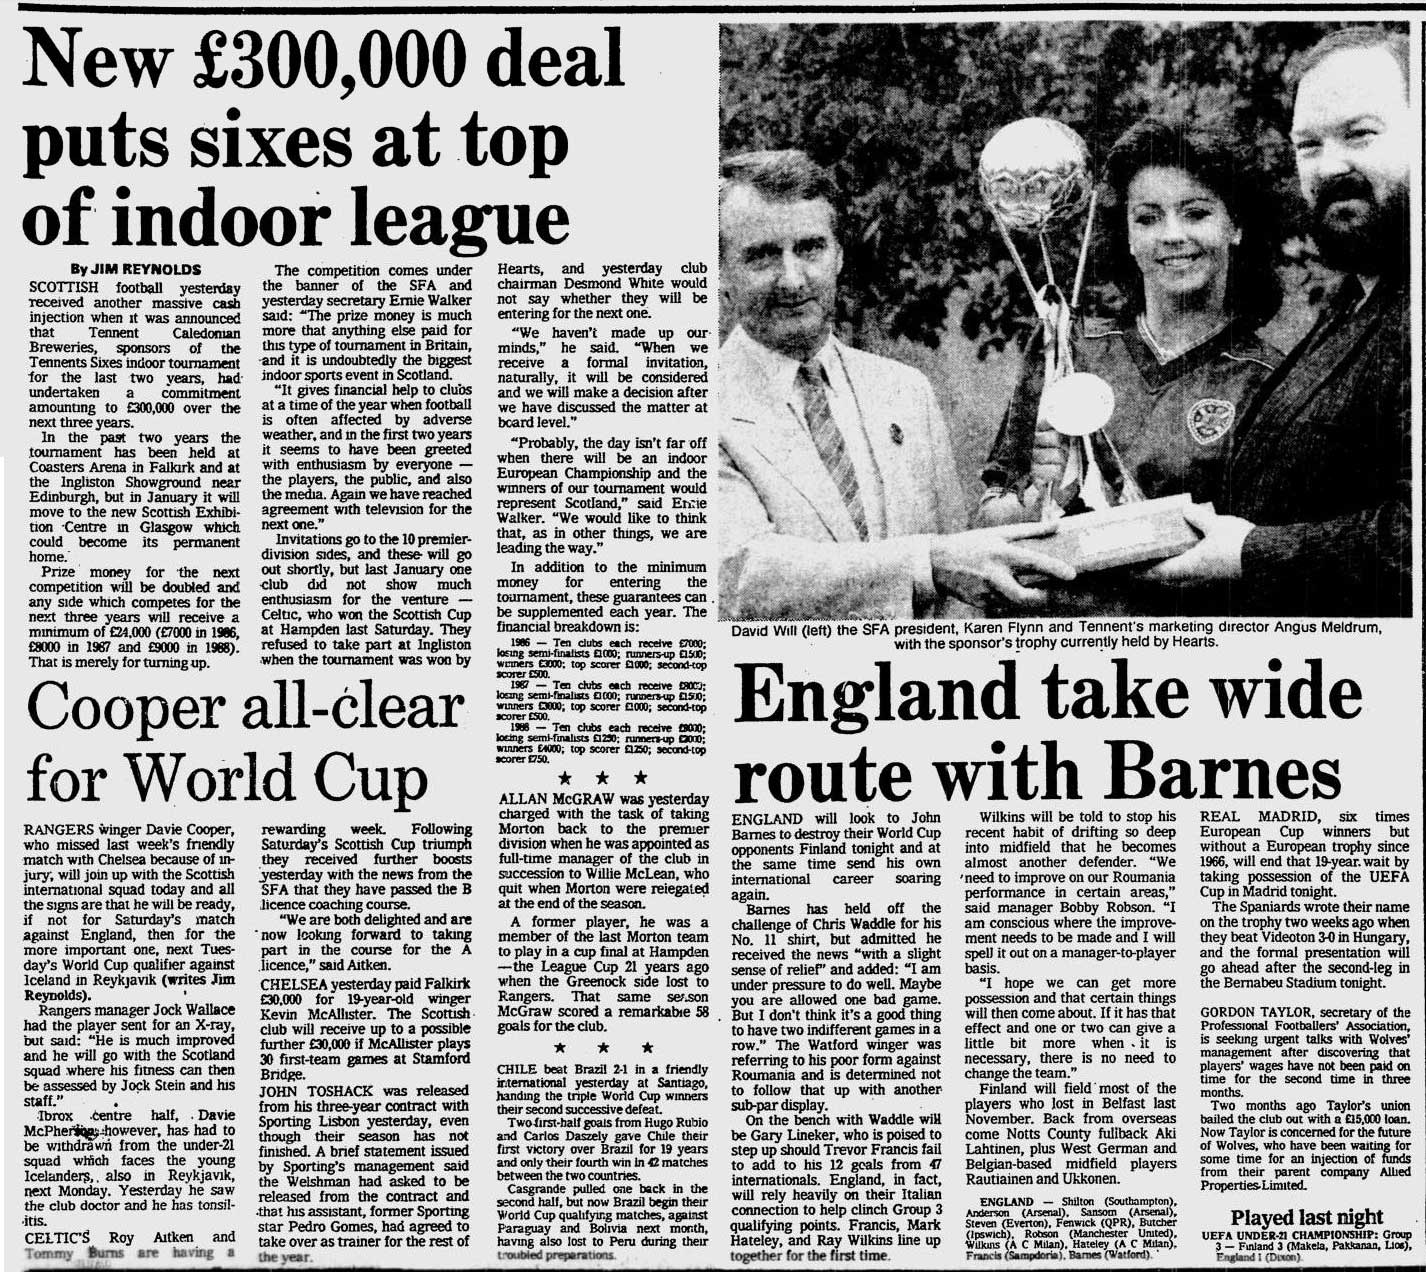 New £300,000 deal
puts sixes at top
of indoor league
By JIM REYNOLDS
SCOTTISH football yesterday
received another massive cash
injection when it was announced
that Tennent Caledonian
Breweries, sponsors of the
Tennents Sixes indoor tournament
for the last two years, had
undertaken a commitment
amounting to £300,000 over the
next three years.
In the past two years the
tournament has been held at
Coasters Arena in Falkirk and at
the Ingliston Showground near
Edinburgh, but in January it will
move to the new Scottish Exhibi-
tion Centre in Glasgow which
could become its permanent
home.
Prize money for the next
competition will be doubled and
any side which competes for the
next three years will receive a
minimum of £24,000 (£7000 in 1986,
£8000 in 1987 and £9000 in 1988).
That is merely for turning up.
The competition comes under
the banner of the SFA and
yesterday secretary Ernie Walker
said: "The prize money is much
more that anything else paid for
this type of tournament in Britain,
and it is undoubtedly the biggest
indoor sports event in Scotland.
"It gives financial help to clubs
at a time of the year when football
is often affected by adverse
weather, and in the first two years
it seems to have been greeted
with enthusiasm by everyone —
the players, the public, and also
the media. Again we have reached
agreement with television for the
next one."
Invitations go to the 10 premier-
division sides, and these will go
out shortly, but last January one
club did not show much
enthusiasm for the venture —
Celtic, who won the Scottish Cup
at Hampden last Saturday. They
refused to take part at Ingliston
when the tournament was won by
Hearts, and yesterday club
chairman Desmond White would
not say whether they will be
entering for the next one.
"We haven't made up our
minds," he said. "When we
receive a formal invitation,
naturally, it will be considered
and we will make a decision after
we have discussed the matter at
board level."
"Probably, the day isn't far off
when there will be an indoor
European Championship and the
winners of our tournament would
represent Scotland," said Ernie
Walker. "We would like to think
that, as in other things, we are
leading the way."
In addition to the minimum
money for entering the
tournament, these guarantees can
be supplemented each year. The
financial breakdown is:
1986 — Ten clubs each receive £7000;
losing semi-finalists £1000; runners-up £1500;
winners £3000; top scorer £1000; second-top
scorer £500.
1987 — Ten clubs each receive £8000;
losing semi-finalists £1000; runners-up £1500;
winners £3000; top scorer £1000; second-top
scorer £500.
1988 — Ten clubs each receive £9000;
losing semi-finalists £1250; runners-up £2000;
winners £4000; top scorer £1250; second-top
scorer £750.
★ ★ ★
ALLAN McGRAW was yesterday
charged with the task of taking
Morton back to the premier
division when he was appointed as
full-time manager of the club in
succession to Willie McLean, who
quit when Morton were relegated
at the end of the season.
A former player, he was a
member of the last Morton team
to play in a cup final at Hampden
—the League Cup 21 years ago
when the Greenock side lost to
Rangers. That same season
McGraw scored a remarkable 58
goals for the club.
★ ★ ★
CHILE beat Brazil 2-1 in a friendly
international yesterday at Santiago,
handing the triple World Cup winners
their second successive defeat.
Two first-half goals from Hugo Rubio
and Carlos Daszely gave Chile their
first victory over Brazil for 19 years
and only their fourth win in 42 matches
between the two countries.
Casgrande pulled one back in the
second half, but now Brazil begin their
World Cup qualifying matches, against
Paraguay and Bolivia next month,
having also lost to Peru during their
troubled preparations.
Cooper all-clear
for World Cup
RANGERS winger Davie Cooper,
who missed last week's friendly
match with Chelsea because of in-
jury, will join up with the Scottish
international squad today and all
the signs are that he will be ready,
if not for Saturday's match
against England, then for the
more important one, next Tues-
day's World Cup qualifier against
Iceland in Reykjavik (writes Jim
Reynolds).
Rangers manager Jock Wallace
had the player sent for an X-ray,
but said: "He is much improved
and he will go with the Scotland
squad where his fitness can then
be assessed by Jock Stein and his
staff."
Ibrox centre half, Davie
McPherson, however, has had to
be withdrawn from the under-21
squad which faces the young
Icelanders, also in Reykjavik,
next Monday. Yesterday he saw
the club doctor and he has tonsil-
itis.
CELTIC'S Roy Aitken and
Tommy Burns are having a
rewarding week. Following
Saturday's Scottish Cup triumph
they received further boosts
yesterday with the news from the
SFA that they have passed the B
licence coaching course.
"We are both delighted and are
now looking forward to taking
part in the course for the A
licence," said Aitken.
CHELSEA yesterday paid Falkirk
£30,000 for 19-year-old winger
Kevin McAllister. The Scottish
club will receive up to a possible
further £30,000 if McAllister plays
30 first-team games at Stamford
Bridge.
JOHN TOSHACK was released
from his three-year contract with
Sporting Lisbon yesterday, even
though their season has not
finished. A brief statement issued
by Sporting's management said
the Welshman had asked to be
released from the contract and
that his assistant, former Sporting
star Pedro Gomes, had agreed to
take over as trainer for the rest of
the year.
David Will (left) the SFA president, Karen Flynn and Tennent's marketing director Angus Meldrum,
with the sponsor's trophy currently held by Hearts.
England take wide
route with Barnes
ENGLAND will look to John
Barnes to destroy their World Cup
opponents Finland tonight and at
the same time send his own
international career soaring
again.
Barnes has held off the
challenge of Chris Waddle for his
No. 11 shirt, but admitted he
received the news "with a slight
sense of relief" and added: "I am
under pressure to do well. Maybe
you are allowed one bad game.
But I don't think it's a good thing
to have two indifferent games in a
row." The Watford winger was
referring to his poor form against
Roumania and is determined not
to follow that up with another
sub-par display.
On the bench with Waddle will
be Gary Lineker, who is poised to
step up should Trevor Francis fail
to add to his 12 goals from 47
internationals. England, in fact,
will rely heavily on their Italian
connection to help clinch Group 3
qualifying points. Francis, Mark
Hateley, and Ray Wilkins line up
together for the first time.
Wilkins will be told to stop his
recent habit of drifting so deep
into midfield that he becomes
almost another defender. "We
need to improve on our Roumania
performance in certain areas,"
said manager Bobby Robson. "I
am conscious where the improve-
ment needs to be made and I will
spell it out on a manager-to-player
basis.
"I hope we can get more
possession and that certain things
will then come about. If it has that
effect and one or two can give a
little bit more when it is
necessary, there is no need to
change the team."
Finland will field most of the
players who lost in Belfast last
November. Back from overseas
come Notts County fullback Aki
Lahtinen, plus West German and
Belgian-based midfield players
Rautiainen and Ukkonen.
ENGLAND — Shilton (Southampton),
Anderson (Arsenal), Sansom (Arsenal),
Steven (Everton), Fenwick (QPR), Butcher
(Ipswich), Robson (Manchester United),
Wilkins (A C Milan), Hateley (A C Milan),
Francis (Sampdoria), Barnes (Watford).
REAL MADRID, six times
European Cup winners but
without a European trophy since
1966, will end that 19-year wait by
taking possession of the UEFA
Cup in Madrid tonight.
The Spaniards wrote their name
on the trophy two weeks ago when
they beat Videoton 3-0 in Hungary,
and the formal presentation will
go ahead after the second-leg in
the Bernabeu Stadium tonight.
GORDON TAYLOR, secretary of the
Professional Footballers' Association,
is seeking urgent talks with Wolves'
management after discovering that
players' wages have not been paid on
time for the second time in three
months.
Two months ago Taylor's union
bailed the club out with a £15,000 loan.
Now Taylor is concerned for the future
of Wolves, who have been waiting for
some time for an injection of funds
from their parent company Allied
Properties Limited.
Played last night
UEFA UNDER-21 CHAMPIONSHIP: Group
3 — Finland 3 (Makela, Pakkanan, Lios),
England 1 (Dixon).